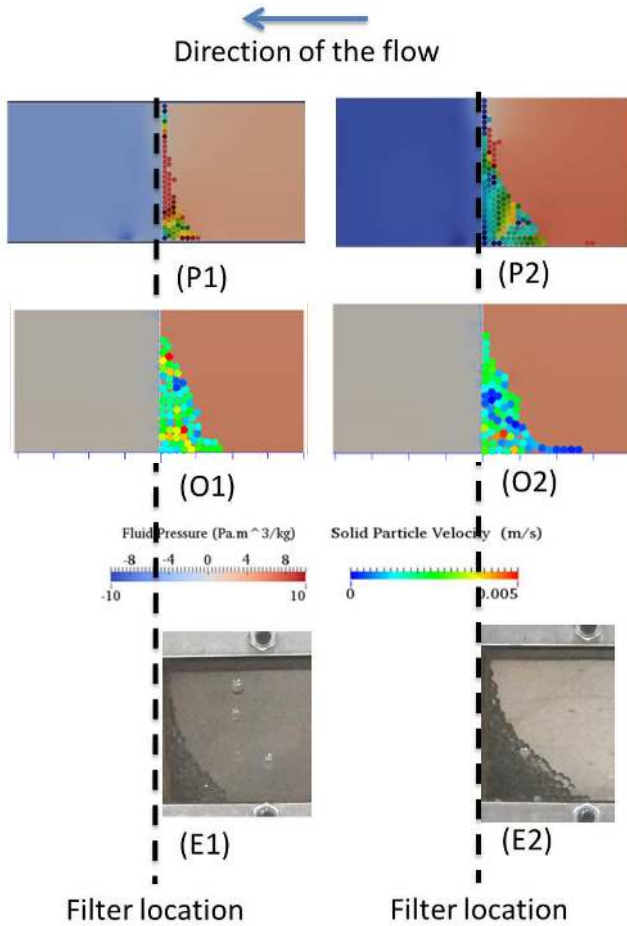 Direction of the flow
(P1)
(P2)
(O1)
(O2)
Fluid Pressure (Pa.m^3/kg)
Solid Particle Velocity (m/s)
-8 -4 0 4 8
-10 10
0 0.005
(E1)
(E2)
Filter location
Filter location